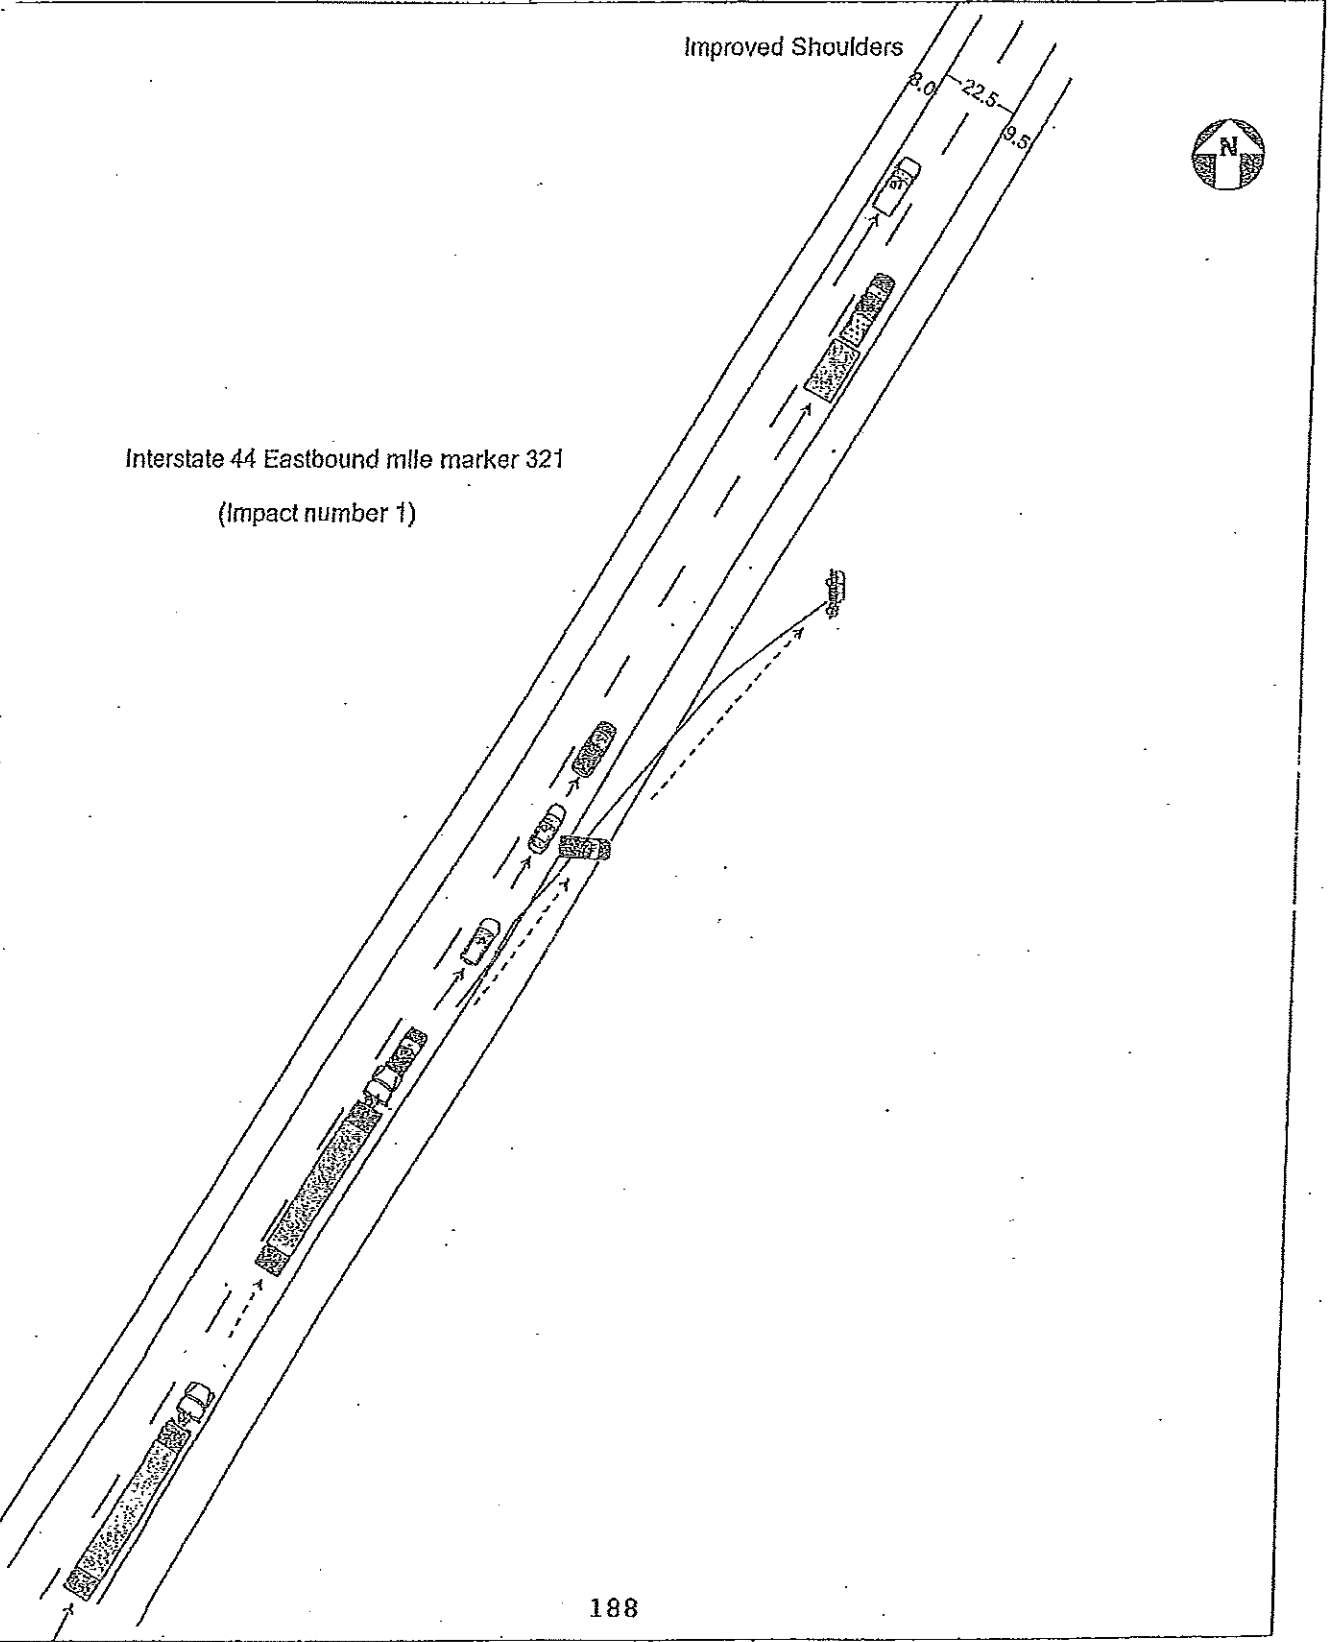 Improved Shoulders
8.0
22.5
9.5
N
Interstate 44 Eastbound mile marker 321
(Impact number 1)
188